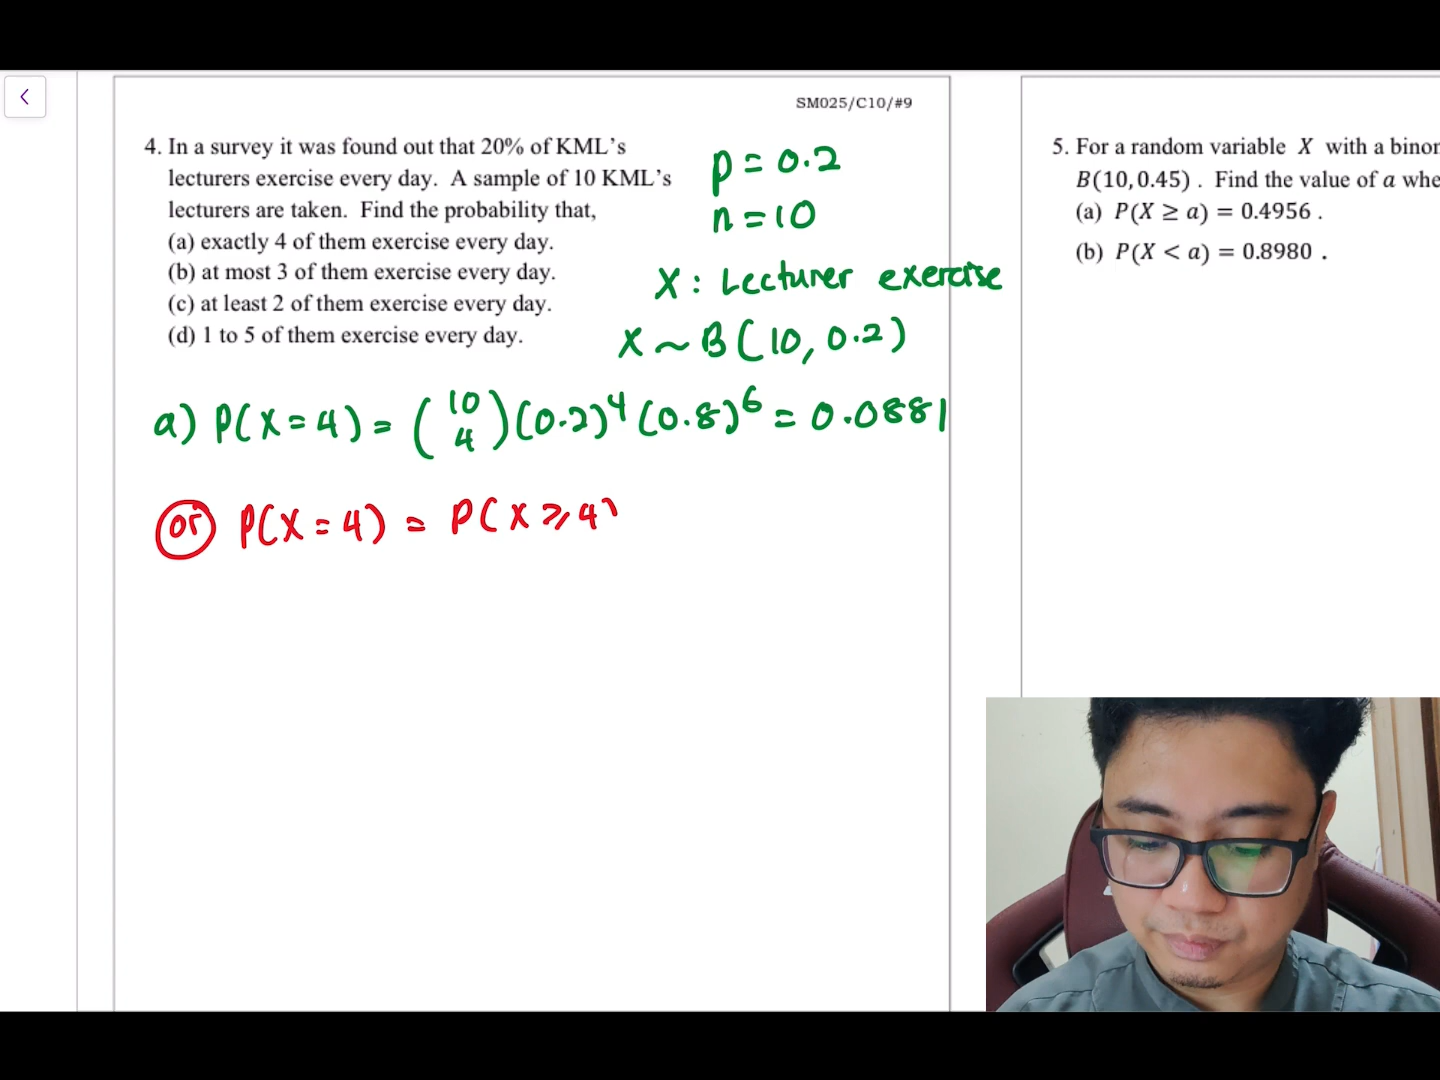 SM025/C10/#9
4. In a survey it was found out that 20% of KML's
lecturers exercise every day. A sample of 10 KML's
lecturers are taken. Find the probability that,
(a) exactly 4 of them exercise every day.
(b) at most 3 of them exercise every day.
(c) at least 2 of them exercise every day.
(d) 1 to 5 of them exercise every day.
p = 0.2
n = 10
X : Lecturer exercise
X ~ B(10, 0.2)
a) P(X = 4) = (10 4)(0.2)^4 (0.8)^6 = 0.0881
or P(X = 4) = P(X ⩾ 4)
5. For a random variable X with a binom
B(10,0.45) . Find the value of a whe
(a) P(X ≥ a) = 0.4956 .
(b) P(X < a) = 0.8980 .